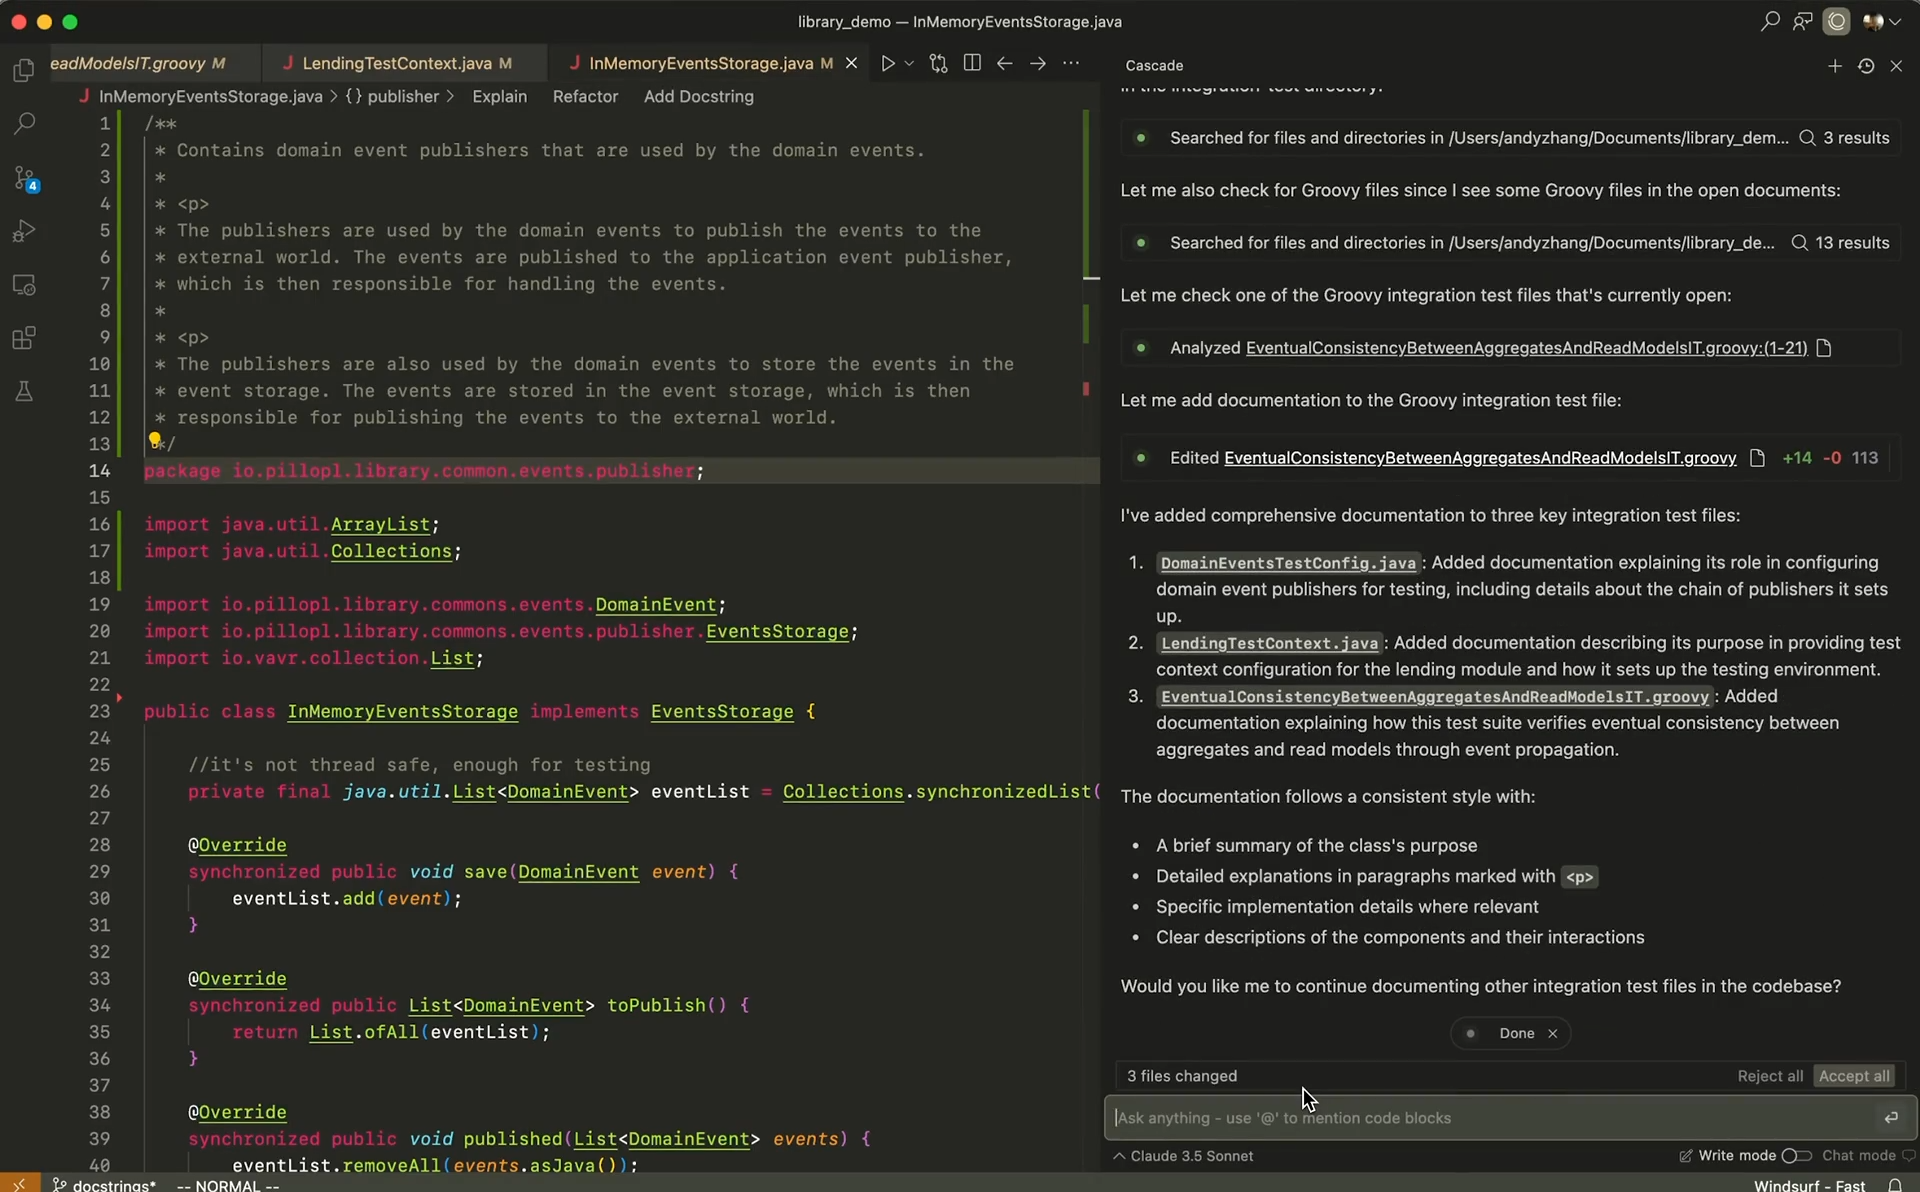 library_demo — InMemoryEventsStorage.java
eadModelsIT.groovy M
LendingTestContext.java M
InMemoryEventsStorage.java M
InMemoryEventsStorage.java > {} publisher > Explain Refactor Add Docstring
4
1 /**
2 * Contains domain event publishers that are used by the domain events.
3 *
4 * <p>
5 * The publishers are used by the domain events to publish the events to the
6 * external world. The events are published to the application event publisher,
7 * which is then responsible for handling the events.
8 *
9 * <p>
10 * The publishers are also used by the domain events to store the events in the
11 * event storage. The events are stored in the event storage, which is then
12 * responsible for publishing the events to the external world.
13 */
14 package io.pillopl.library.common.events.publisher;
15
16 import java.util.ArrayList;
17 import java.util.Collections;
18
19 import io.pillopl.library.commons.events.DomainEvent;
20 import io.pillopl.library.commons.events.publisher.EventsStorage;
21 import io.vavr.collection.List;
22
23 public class InMemoryEventsStorage implements EventsStorage {
24
25 //it's not thread safe, enough for testing
26 private final java.util.List<DomainEvent> eventList = Collections.synchronizedList(
27
28 @Override
29 synchronized public void save(DomainEvent event) {
30 eventList.add(event);
31 }
32
33 @Override
34 synchronized public List<DomainEvent> toPublish() {
35 return List.ofAll(eventList);
36 }
37
38 @Override
39 synchronized public void published(List<DomainEvent> events) {
40 eventList.removeAll(events.asJava());
docstrings* -- NORMAL --
Cascade
in the integration-test directory:
Searched for files and directories in /Users/andyzhang/Documents/library_dem... 3 results
Let me also check for Groovy files since I see some Groovy files in the open documents:
Searched for files and directories in /Users/andyzhang/Documents/library_de... 13 results
Let me check one of the Groovy integration test files that's currently open:
Analyzed EventualConsistencyBetweenAggregatesAndReadModelsIT.groovy:(1-21)
Let me add documentation to the Groovy integration test file:
Edited EventualConsistencyBetweenAggregatesAndReadModelsIT.groovy +14 -0 113
I've added comprehensive documentation to three key integration test files:
1. DomainEventsTestConfig.java: Added documentation explaining its role in configuring
domain event publishers for testing, including details about the chain of publishers it sets
up.
2. LendingTestContext.java: Added documentation describing its purpose in providing test
context configuration for the lending module and how it sets up the testing environment.
3. EventualConsistencyBetweenAggregatesAndReadModelsIT.groovy: Added
documentation explaining how this test suite verifies eventual consistency between
aggregates and read models through event propagation.
The documentation follows a consistent style with:
• A brief summary of the class's purpose
• Detailed explanations in paragraphs marked with <p>
• Specific implementation details where relevant
• Clear descriptions of the components and their interactions
Would you like me to continue documenting other integration test files in the codebase?
Done
3 files changed Reject all Accept all
Ask anything - use '@' to mention code blocks
Claude 3.5 Sonnet Write mode Chat mode
Windsurf - Fast